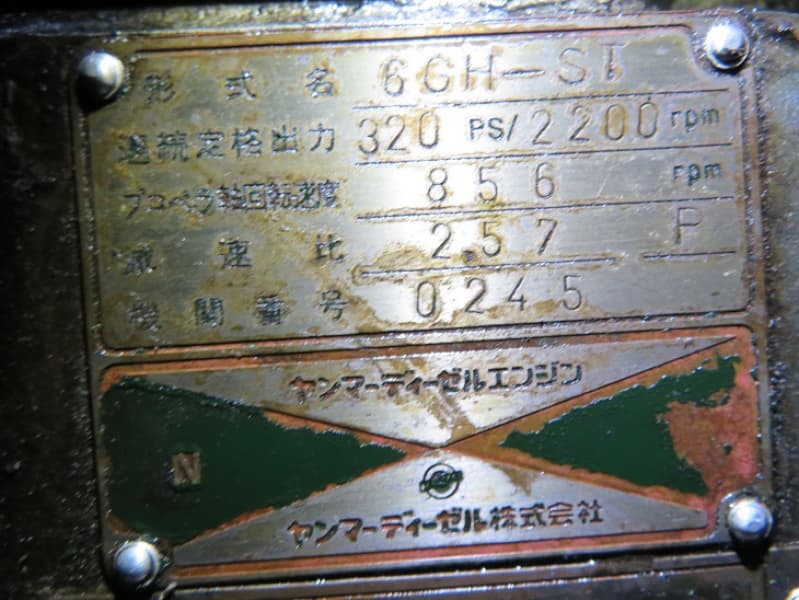 形式名 6GH-ST
連続定格出力 320 PS/2200 rpm
プロペラ軸回転速度 856 rpm
減速比 2.57 P
機関番号 0245
ヤンマーディーゼルエンジン
N
ヤンマーディーゼル株式会社